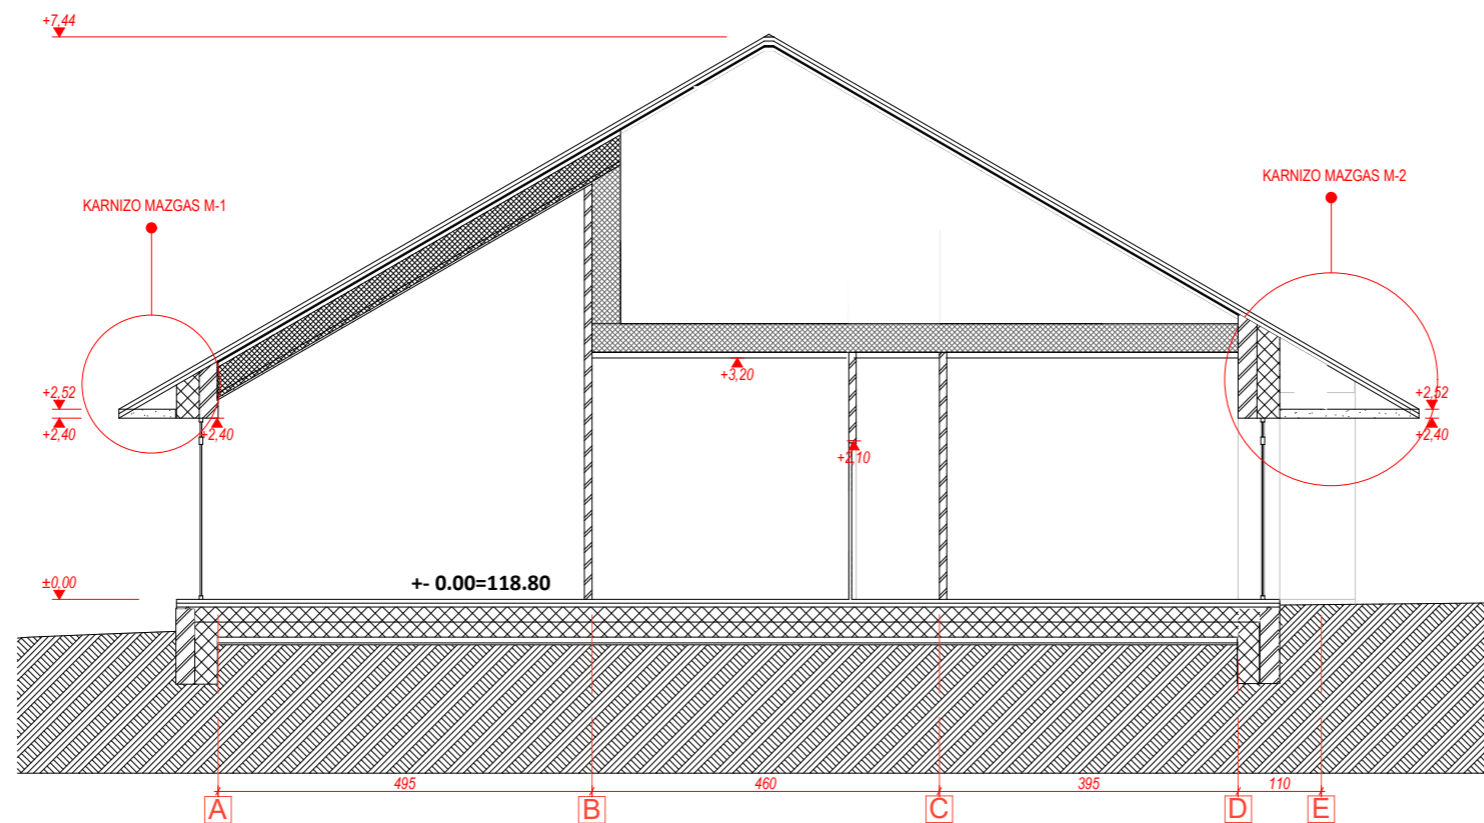 +7,44
KARNIZO MAZGAS M-2
KARNIZO MAZGAS M-1
+3,20
+2,52
+2,52
+2,40
+2,40
+2,40
+2,10
±0,00
+- 0.00=118.80
495
460
395
110
A
B
C
D
E